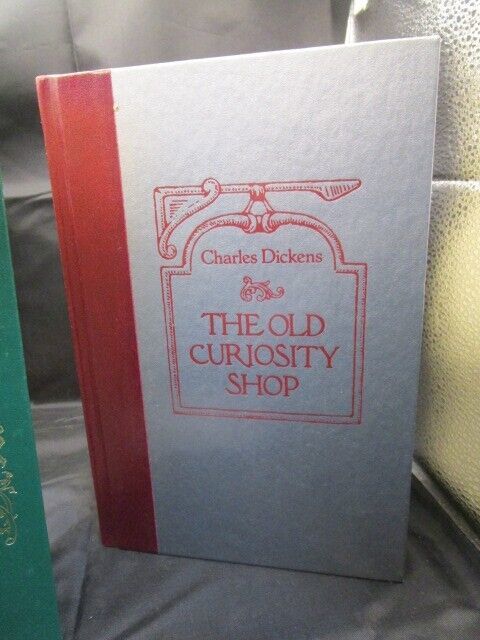 Charles Dickens
THE OLD
CURIOSITY
SHOP